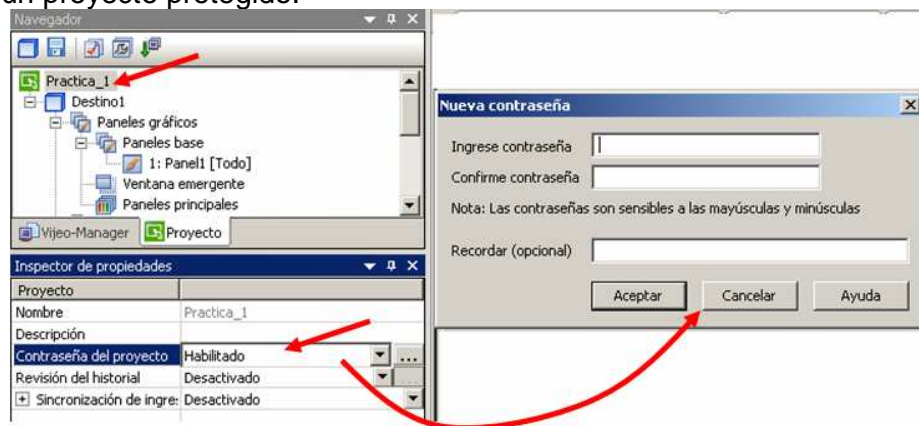 un proyecto protegido.
Navegador
Practica_1
Destino1
Paneles gráficos
Paneles base
1: Panel1 [Todo]
Ventana emergente
Paneles principales
Vijeo-Manager Proyecto
Inspector de propiedades
Proyecto
Nombre Practica_1
Descripción
Contraseña del proyecto Habilitado ...
Revisión del historial Desactivado
Sincronización de ingre: Desactivado
Nueva contraseña
Ingrese contraseña
Confirme contraseña
Nota: Las contraseñas son sensibles a las mayúsculas y minúsculas
Recordar (opcional)
Aceptar Cancelar Ayuda